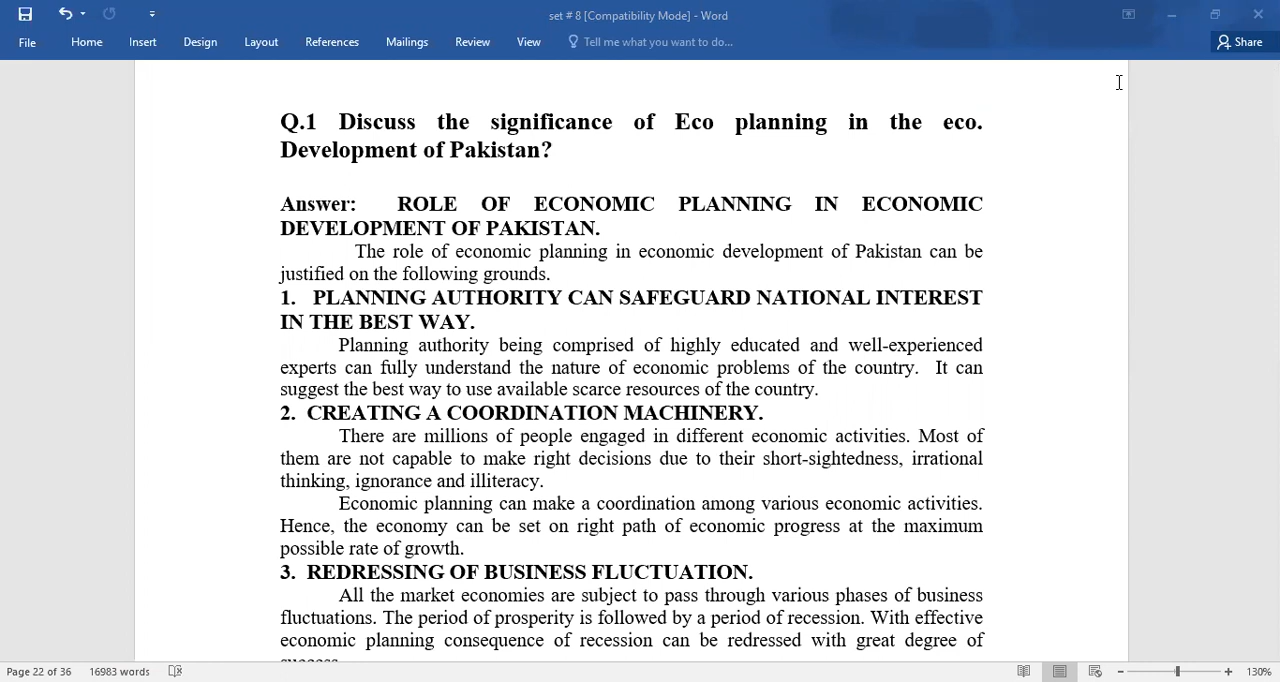 set # 8 [Compatibility Mode] - Word
File Home Insert Design Layout References Mailings Review View Tell me what you want to do... Share
Q.1 Discuss the significance of Eco planning in the eco.
Development of Pakistan?
Answer: ROLE OF ECONOMIC PLANNING IN ECONOMIC
DEVELOPMENT OF PAKISTAN.
The role of economic planning in economic development of Pakistan can be
justified on the following grounds.
1. PLANNING AUTHORITY CAN SAFEGUARD NATIONAL INTEREST
IN THE BEST WAY.
Planning authority being comprised of highly educated and well-experienced
experts can fully understand the nature of economic problems of the country. It can
suggest the best way to use available scarce resources of the country.
2. CREATING A COORDINATION MACHINERY.
There are millions of people engaged in different economic activities. Most of
them are not capable to make right decisions due to their short-sightedness, irrational
thinking, ignorance and illiteracy.
Economic planning can make a coordination among various economic activities.
Hence, the economy can be set on right path of economic progress at the maximum
possible rate of growth.
3. REDRESSING OF BUSINESS FLUCTUATION.
All the market economies are subject to pass through various phases of business
fluctuations. The period of prosperity is followed by a period of recession. With effective
economic planning consequence of recession can be redressed with great degree of
Page 22 of 36 16983 words 130%